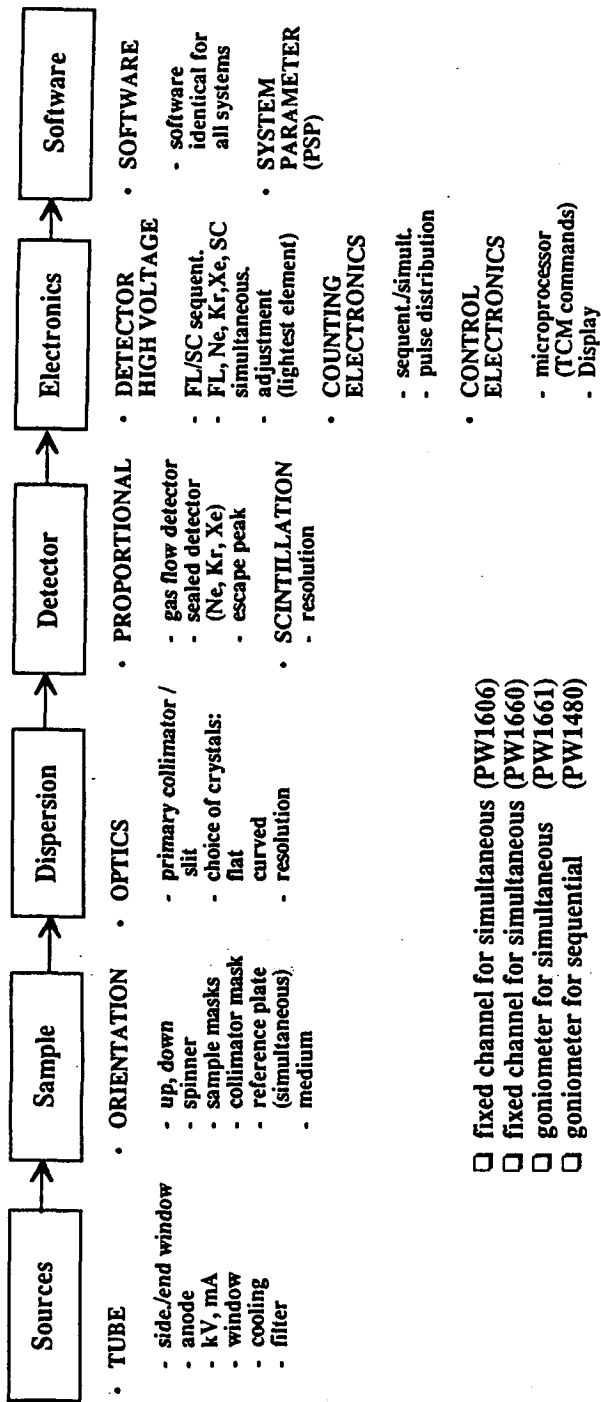 Sources
Sample
Dispersion
Detector
Electronics
Software
• TUBE
- side./end window
- anode
- kV, mA
- window
- cooling
- filter
• ORIENTATION
- up, down
- spinner
- sample masks
- collimator mask
- reference plate
(simultaneous)
- medium
• OPTICS
- primary collimator /
slit
- choice of crystals:
flat
curved
- resolution
• PROPORTIONAL
- gas flow detector
- sealed detector
(Ne, Kr, Xe)
- escape peak
• SCINTILLATION
- resolution
• DETECTOR
HIGH VOLTAGE
- FL/SC sequent.
- FL, Ne, Kr,Xe, SC
simultaneous.
- adjustment
(lightest element)
• COUNTING
ELECTRONICS
- sequent./simult.
- pulse distribution
• CONTROL
ELECTRONICS
- microprocessor
(TCM commands)
- Display
• SOFTWARE
- software
identical for
all systems
• SYSTEM
PARAMETER
(PSP)
❑ fixed channel for simultaneous (PW1606)
❑ fixed channel for simultaneous (PW1660)
❑ goniometer for simultaneous (PW1661)
❑ goniometer for sequential (PW1480)